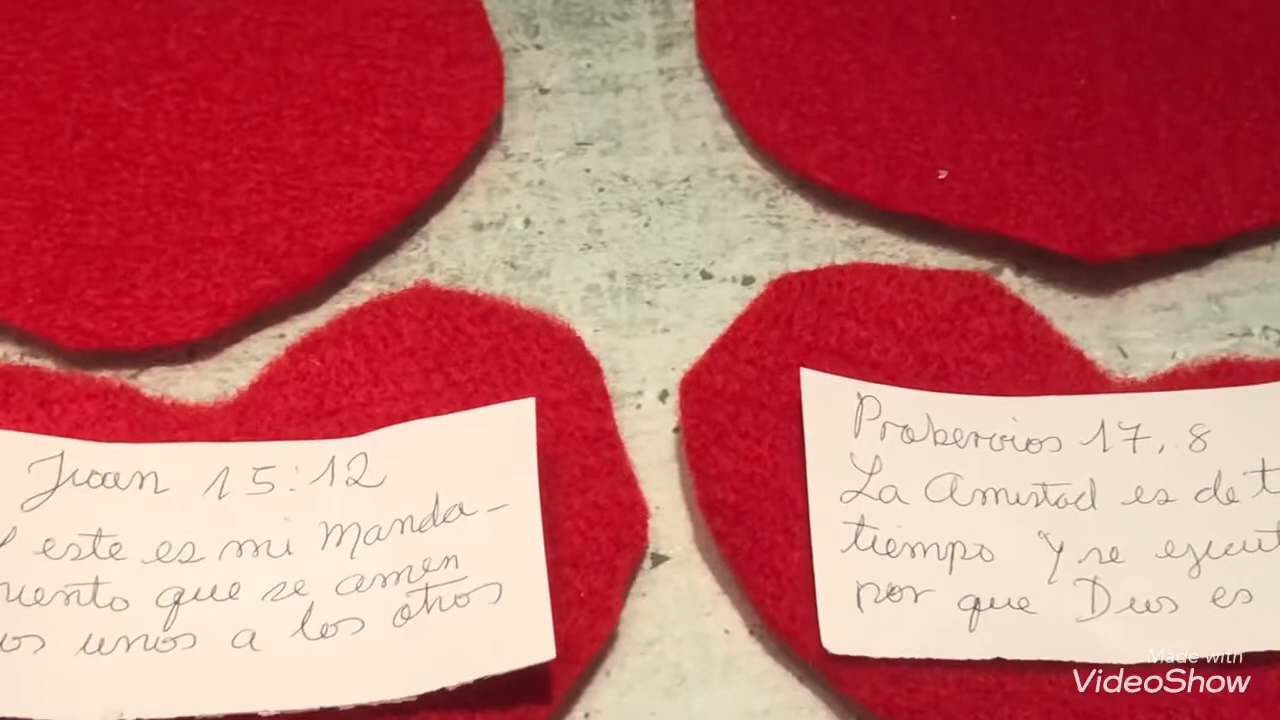 Juan 15:12
Y este es mi Manda-
miento que se amen
los unos a los otros
Probervios 17,8
La Amistad es de t
tiempo y se ejecut
por que Dios es
Made with
VideoShow